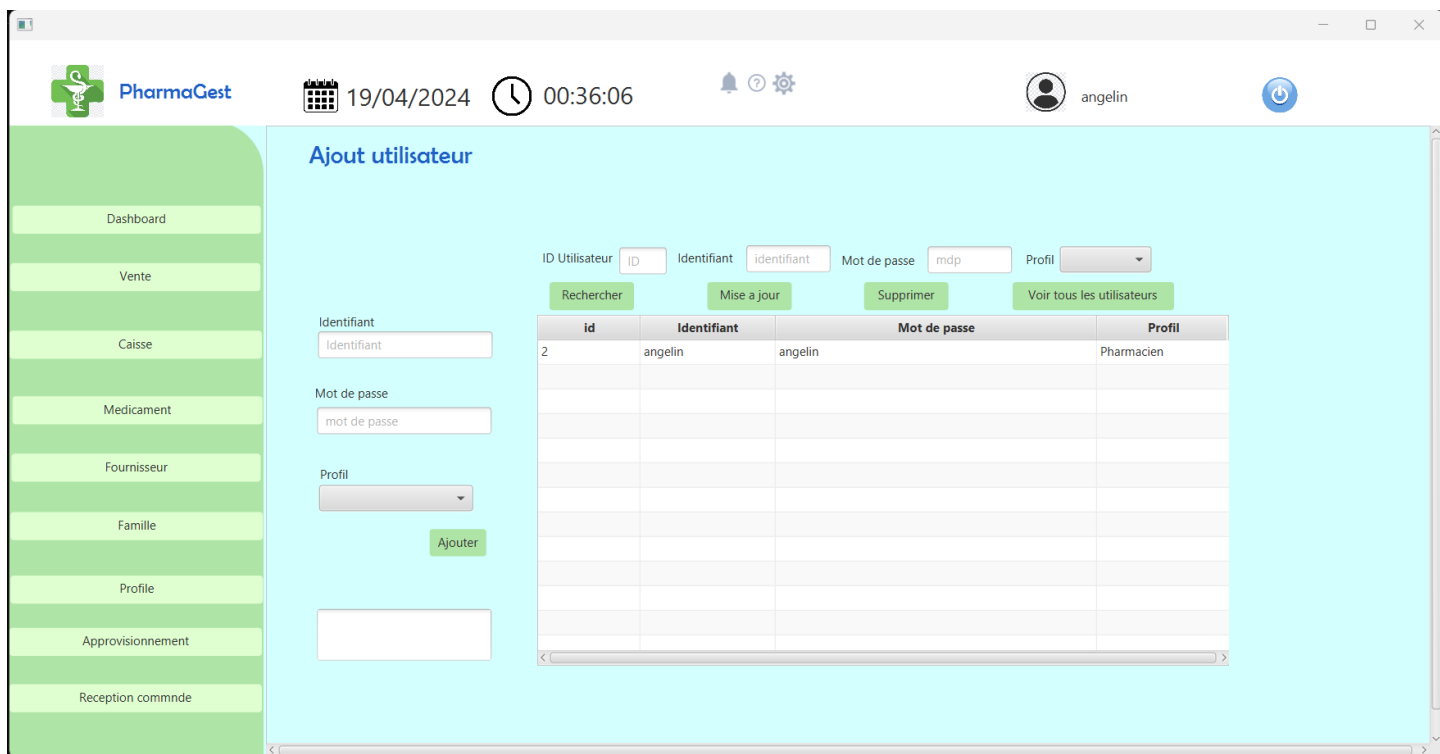 PharmaGest
19/04/2024
00:36:06
angelin
Dashboard
Vente
Caisse
Medicament
Fournisseur
Famille
Profile
Approvisionnement
Reception commnde
Ajout utilisateur
ID Utilisateur ID Identifiant identifiant Mot de passe mdp Profil
Rechercher Mise a jour Supprimer Voir tous les utilisateurs
Identifiant
Identifiant
Mot de passe
mot de passe
Profil
Ajouter
id Identifiant Mot de passe Profil
2 angelin angelin Pharmacien